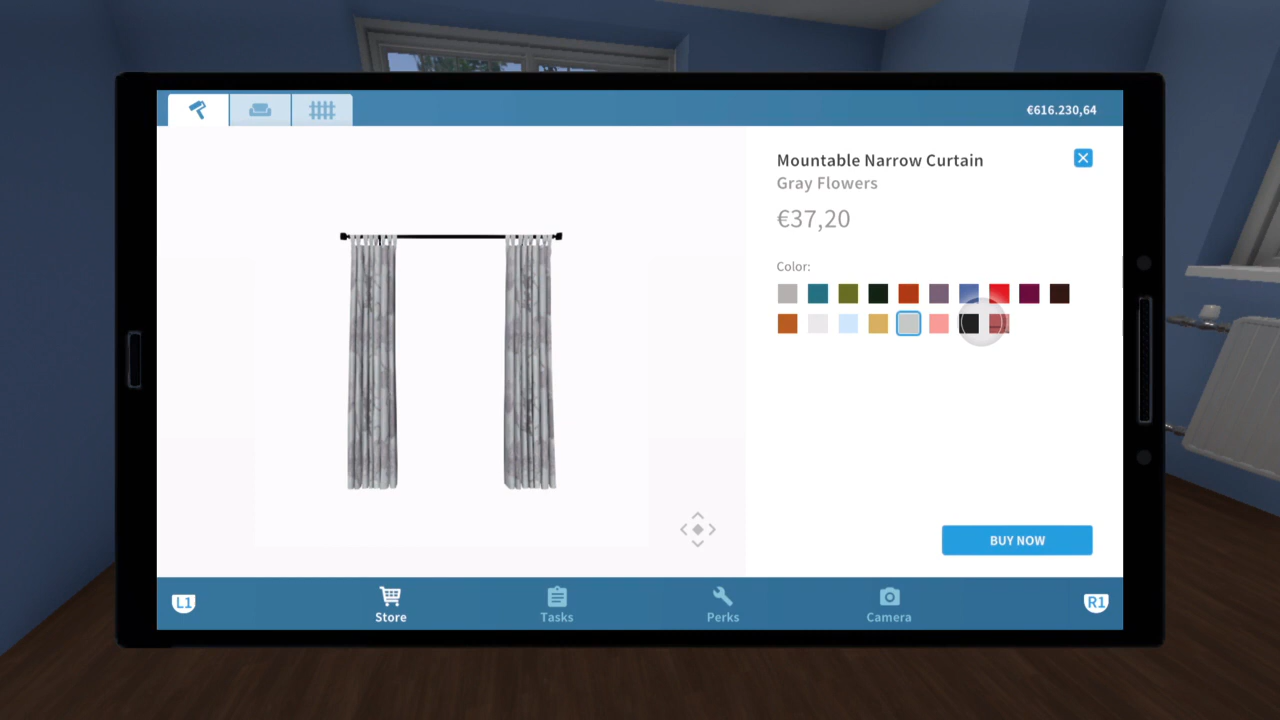 €616.230,64
Mountable Narrow Curtain
Gray Flowers
€37,20
Color:
BUY NOW
L1
Store
Tasks
Perks
Camera
R1